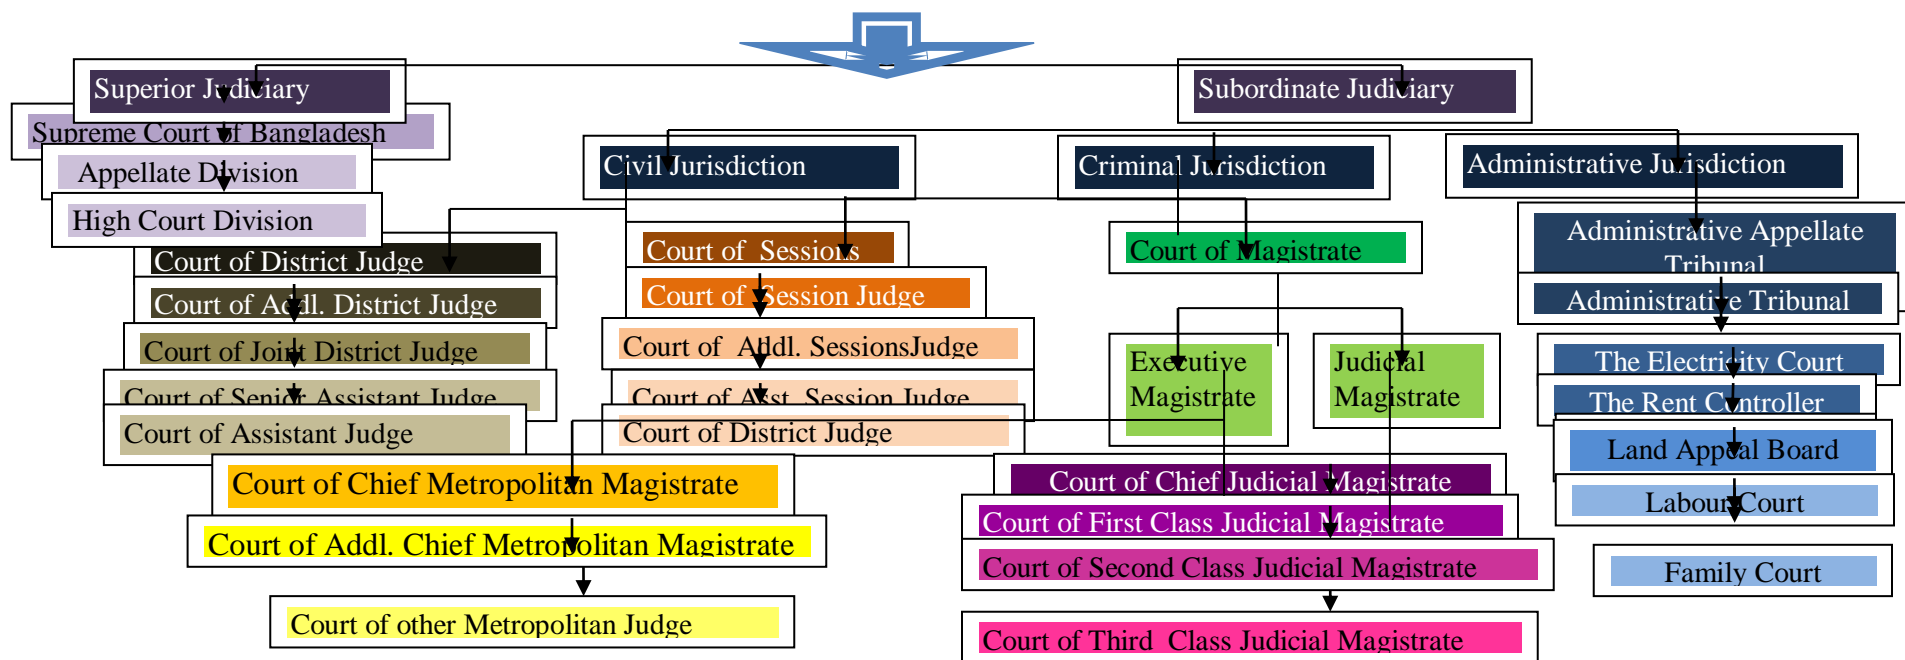 Superior Judiciary
Subordinate Judiciary
Supreme Court of Bangladesh
Appellate Division
High Court Division
Civil Jurisdiction
Criminal Jurisdiction
Administrative Jurisdiction
Court of District Judge
Court of Addl. District Judge
Court of Joint District Judge
Court of Senior Assistant Judge
Court of Assistant Judge
Court of Sessions
Court of Session Judge
Court of Addl. SessionsJudge
Court of Asst. Session Judge
Court of District Judge
Court of Magistrate
Executive
Magistrate
Judicial
Magistrate
Administrative Appellate
Tribunal
Administrative Tribunal
The Electricity Court
The Rent Controller
Land Appeal Board
Labour Court
Family Court
Court of Chief Metropolitan Magistrate
Court of Addl. Chief Metropolitan Magistrate
Court of other Metropolitan Judge
Court of Chief Judicial Magistrate
Court of First Class Judicial Magistrate
Court of Second Class Judicial Magistrate
Court of Third Class Judicial Magistrate